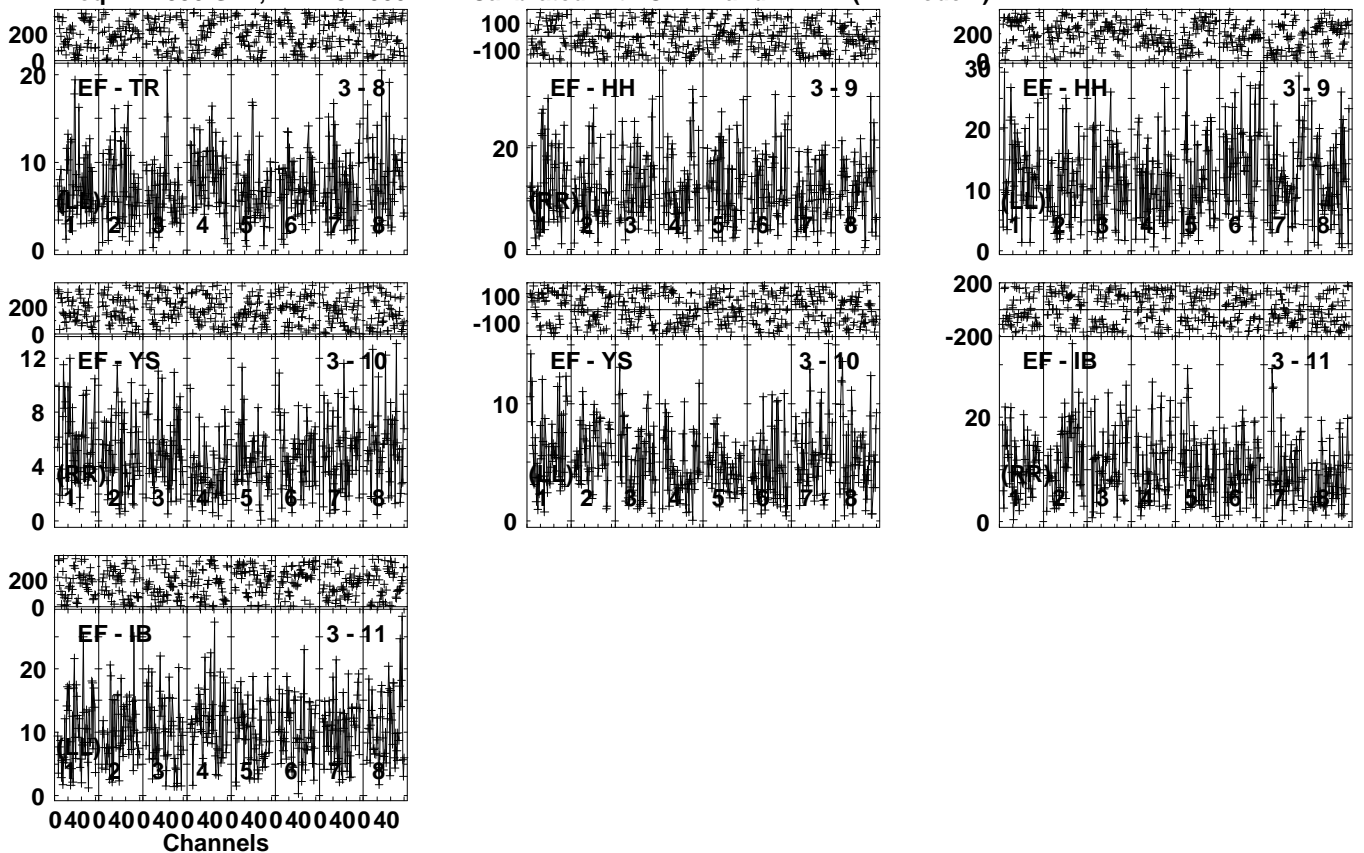 200
0
20
10
0
EF - TR 3 - 8
(LL)
1 2 3 4 5 6 7 8
100
-100
20
0
EF - HH 3 - 9
(RR)
1 2 3 4 5 6 7 8
200
0
30
20
10
0
EF - HH 3 - 9
(LL)
1 2 3 4 5 6 7 8
200
0
12
8
4
0
EF - YS 3 - 10
(RR)
1 2 3 4 5 6 7 8
100
-100
10
0
EF - YS 3 - 10
(LL)
1 2 3 4 5 6 7 8
200
-200
20
0
EF - IB 3 - 11
(RR)
1 2 3 4 5 6 7 8
200
0
20
10
0
EF - IB 3 - 11
(LL)
1 2 3 4 5 6 7 8
0 40 0 40 0 40 0 40 0 40 0 40 0 40 0 40
Channels